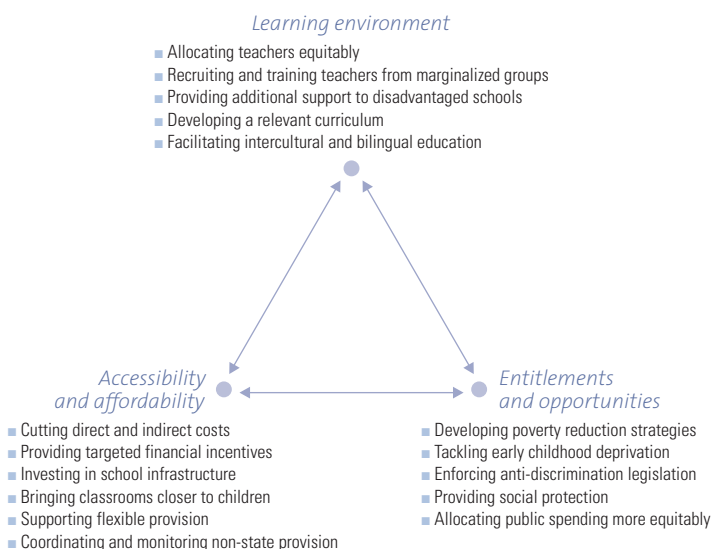 Learning environment
Allocating teachers equitably
Recruiting and training teachers from marginalized groups
Providing additional support to disadvantaged schools
Developing a relevant curriculum
Facilitating intercultural and bilingual education
Accessibility
and affordability
Cutting direct and indirect costs
Providing targeted financial incentives
Investing in school infrastructure
Bringing classrooms closer to children
Supporting flexible provision
Coordinating and monitoring non-state provision
Entitlements
and opportunities
Developing poverty reduction strategies
Tackling early childhood deprivation
Enforcing anti-discrimination legislation
Providing social protection
Allocating public spending more equitably